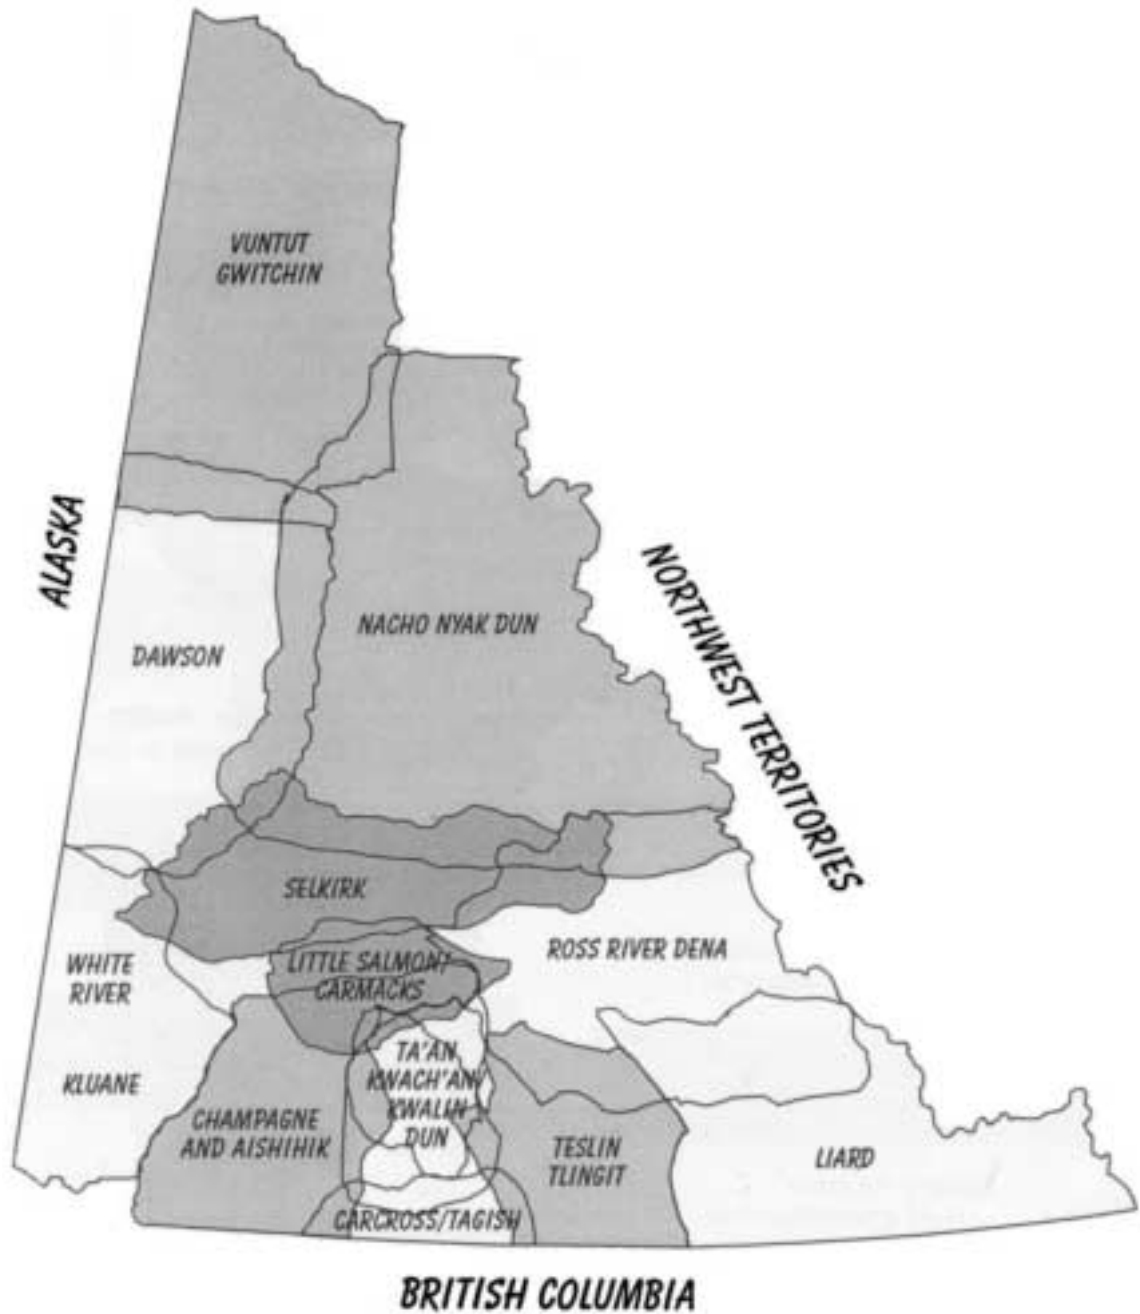 VUNTUT
GWITCHIN
ALASKA
NORTHWEST TERRITORIES
NACHO NYAK DUN
DAWSON
SELKIRK
ROSS RIVER DENA
WHITE
RIVER
LITTLE SALMON/
CARMACKS
KLUANE
TA'AN
KWACH'AN/
KWALIN
DUN
CHAMPAGNE
AND AISHIHIK
TESLIN
TLINGIT
LIARD
CARCROSS/TAGISH
BRITISH COLUMBIA